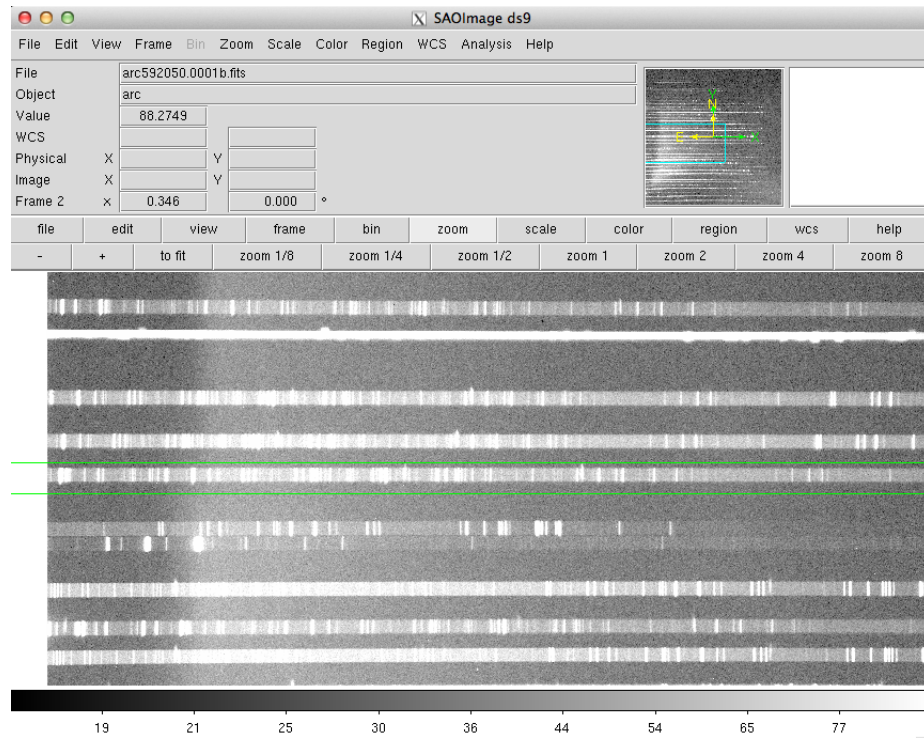 X SAOImage ds9
File Edit View Frame Bin Zoom Scale Color Region WCS Analysis Help
File arc592050.0001b.fits
Object arc
Value 88.2749
WCS
Physical X Y
Image X Y
Frame 2 x 0.346 0.000 °
Y
N
E X
file edit view frame bin zoom scale color region wcs help
- + to fit zoom 1/8 zoom 1/4 zoom 1/2 zoom 1 zoom 2 zoom 4 zoom 8
19 21 25 30 36 44 54 65 77